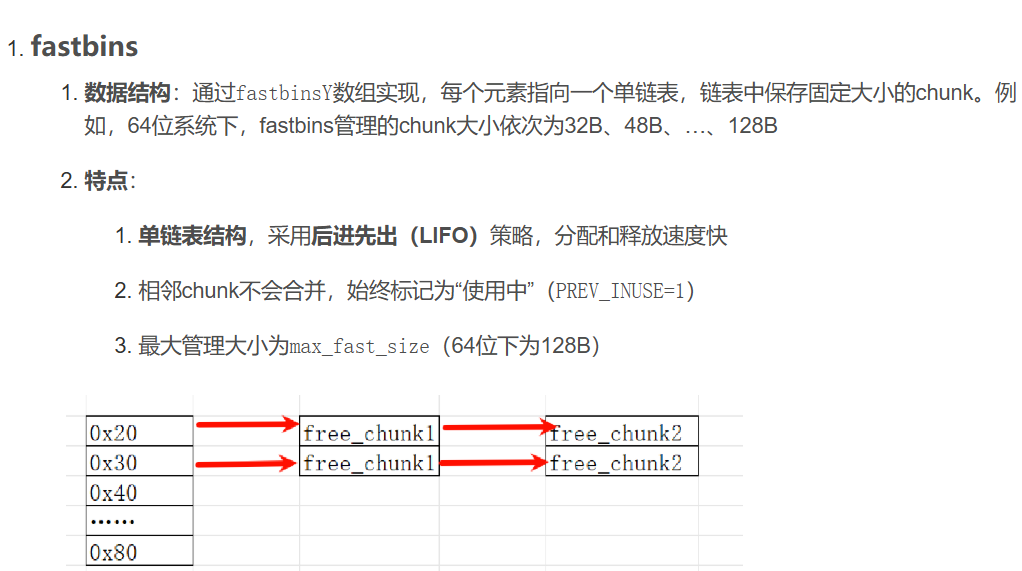 1. fastbins
1. 数据结构：通过fastbinsY数组实现，每个元素指向一个单链表，链表中保存固定大小的chunk。例
如，64位系统下，fastbins管理的chunk大小依次为32B、48B、…、128B
2. 特点：
1. 单链表结构，采用后进先出（LIFO）策略，分配和释放速度快
2. 相邻chunk不会合并，始终标记为“使用中”（PREV_INUSE=1）
3. 最大管理大小为max_fast_size（64位下为128B）
0x20 free_chunk1 free_chunk2
0x30 free_chunk1 free_chunk2
0x40
……
0x80